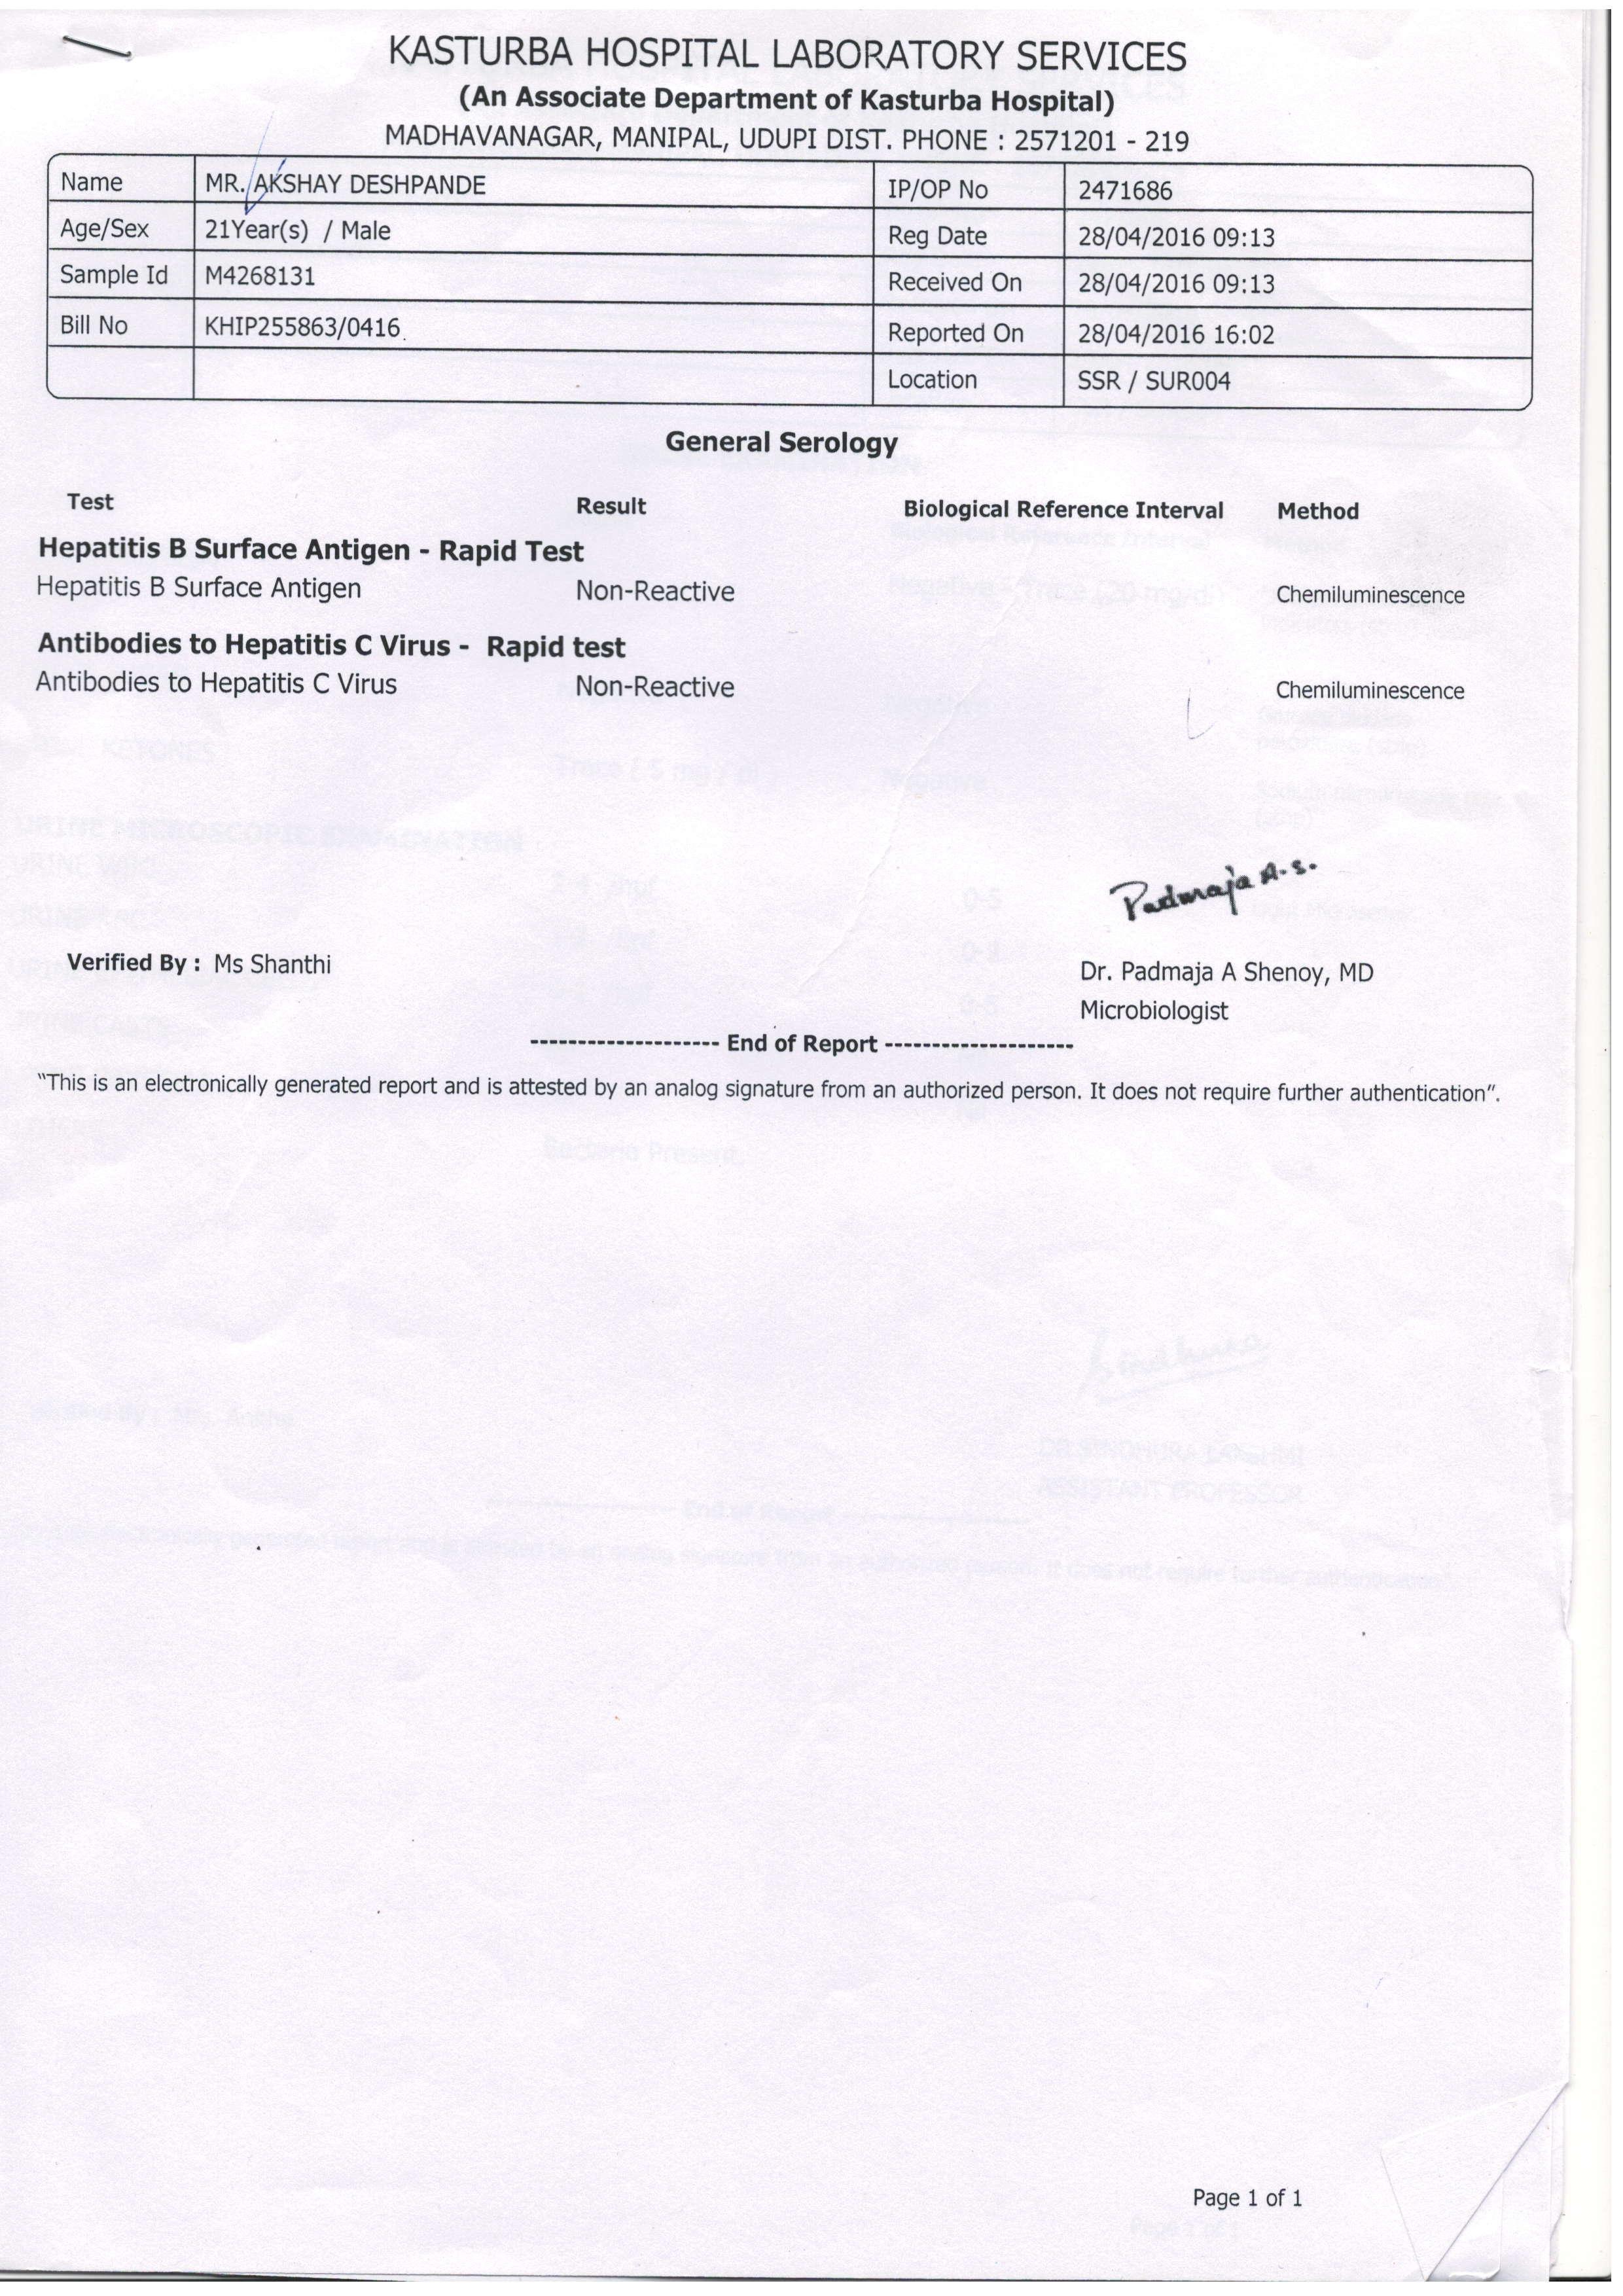 KASTURBA HOSPITAL LABORATORY SERVICES
(An Associate Department of Kasturba Hospital)
MADHAVANAGAR, MANIPAL, UDUPI DIST. PHONE : 2571201 - 219
Name MR. AKSHAY DESHPANDE IP/OP No 2471686
Age/Sex 21Year(s) / Male Reg Date 28/04/2016 09:13
Sample Id M4268131 Received On 28/04/2016 09:13
Bill No KHIP255863/0416 Reported On 28/04/2016 16:02
Location SSR / SUR004
General Serology
Test Result Biological Reference Interval Method
Hepatitis B Surface Antigen - Rapid Test
Hepatitis B Surface Antigen Non-Reactive Chemiluminescence
Antibodies to Hepatitis C Virus - Rapid test
Antibodies to Hepatitis C Virus Non-Reactive Chemiluminescence
Padmaja A.S.
Verified By : Ms Shanthi
Dr. Padmaja A Shenoy, MD
Microbiologist
-------------------- End of Report --------------------
"This is an electronically generated report and is attested by an analog signature from an authorized person. It does not require further authentication".
Page 1 of 1